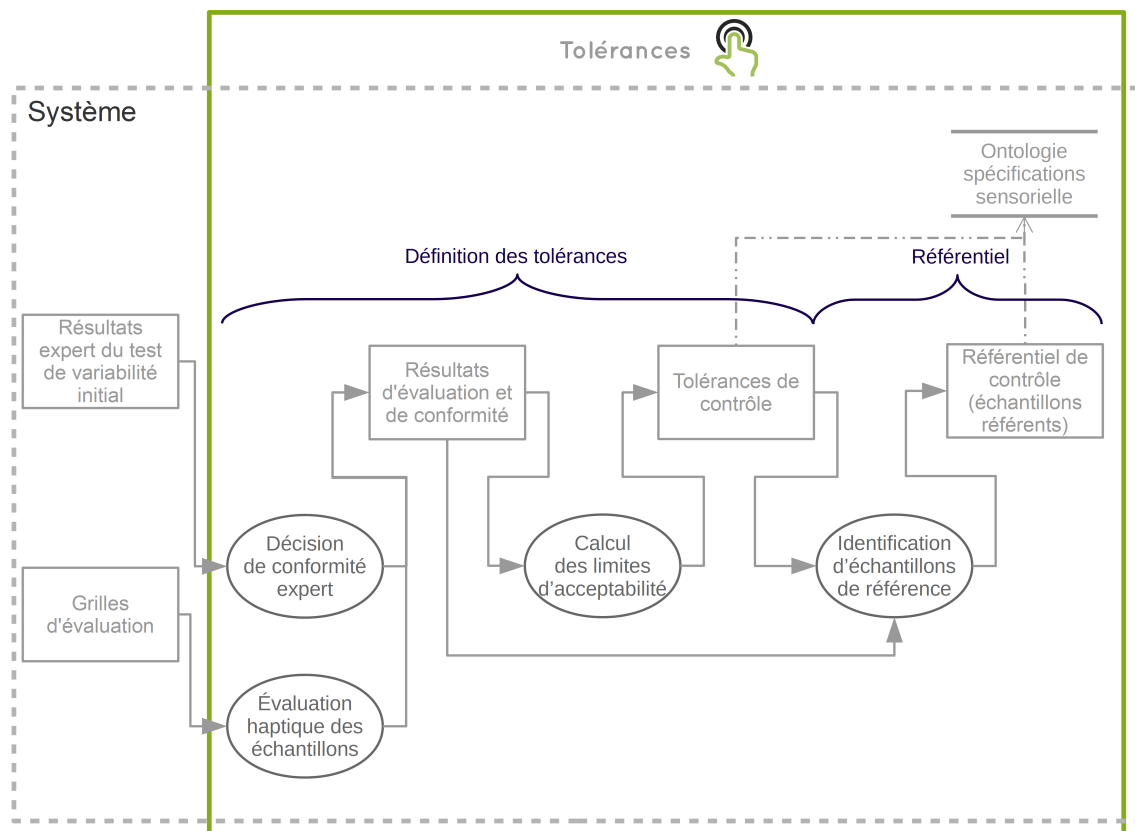 Tolérances
Système
Ontologie
spécifications
sensorielle
Définition des tolérances
Référentiel
Résultats
expert du test
de variabilité
initial
Résultats
d'évaluation et
de conformité
Tolérances de
contrôle
Référentiel de
contrôle
(échantillons
référents)
Décision
de conformité
expert
Calcul
des limites
d’acceptabilité
Identification
d’échantillons
de référence
Grilles
d'évaluation
Évaluation
haptique des
échantillons